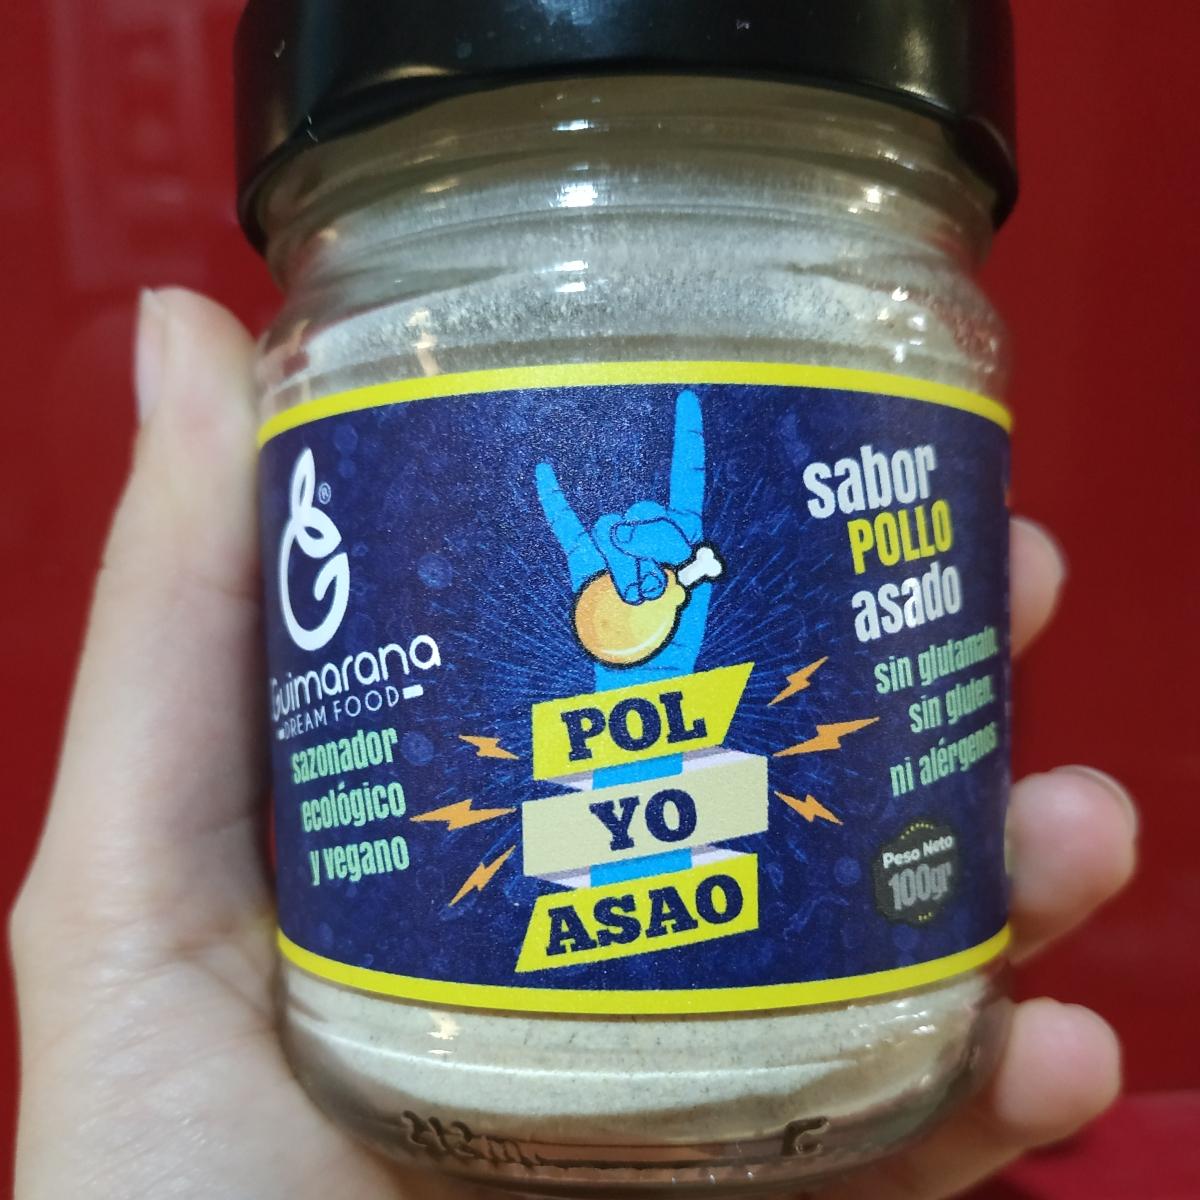 ®
Guimarana
DREAM FOOD
sazonador
ecológico
y vegano
POL
YO
ASAO
sabor
POLLO
asado
sin glutamato,
sin gluten,
ni alérgenos
Peso Neto
100gr